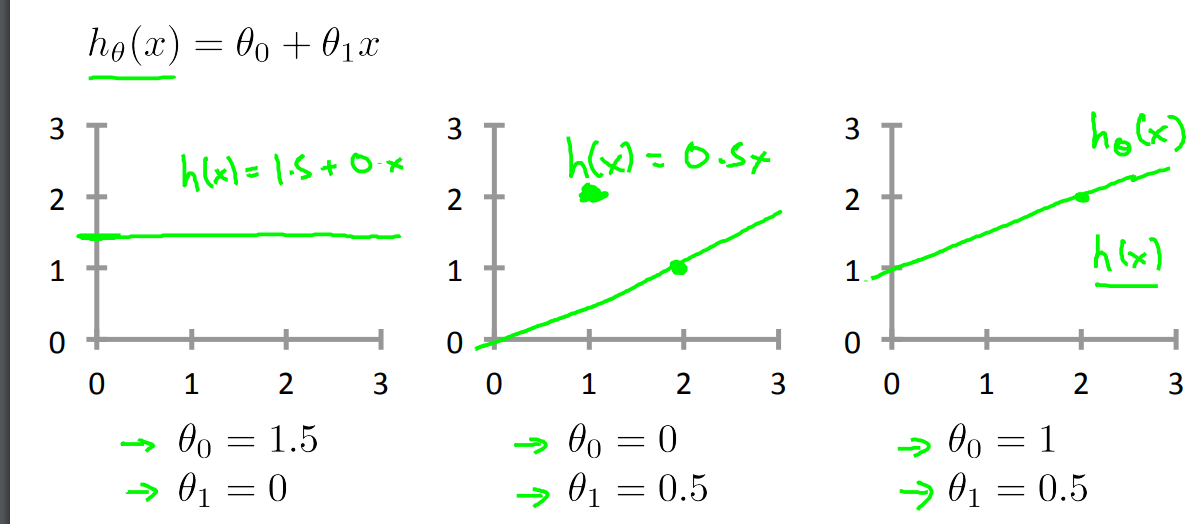 hθ(x) = θ0 + θ1x
3
h(x) = 1.5 + 0·x
2
1
0
0 1 2 3
→ θ0 = 1.5
→ θ1 = 0
3
h(x) = 0.5x
2
1
0
0 1 2 3
→ θ0 = 0
→ θ1 = 0.5
3
hθ(x)
2
h(x)
1
0
0 1 2 3
→ θ0 = 1
→ θ1 = 0.5